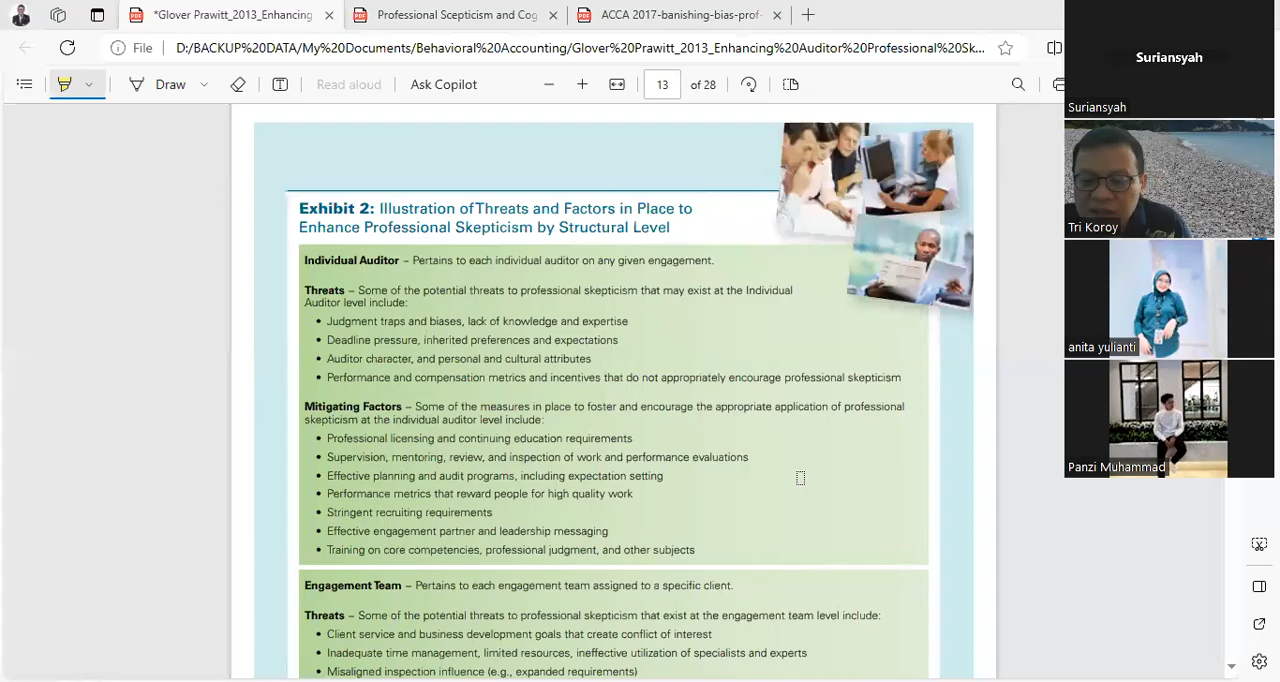 *Glover Prawitt_2013_Enhancing
Professional Scepticism and Cog
ACCA 2017-banishing-bias-prof-
File
D:/BACKUP%20DATA/My%20Documents/Behavioral%20Accounting/Glover%20Prawitt_2013_Enhancing%20Auditor%20Professional%20Sk...
Draw
Read aloud
Ask Copilot
13
of 28
Exhibit 2: Illustration of Threats and Factors in Place to
Enhance Professional Skepticism by Structural Level
Individual Auditor – Pertains to each individual auditor on any given engagement.
Threats – Some of the potential threats to professional skepticism that may exist at the Individual
Auditor level include:
• Judgment traps and biases, lack of knowledge and expertise
• Deadline pressure, inherited preferences and expectations
• Auditor character, and personal and cultural attributes
• Performance and compensation metrics and incentives that do not appropriately encourage professional skepticism
Mitigating Factors – Some of the measures in place to foster and encourage the appropriate application of professional
skepticism at the individual auditor level include:
• Professional licensing and continuing education requirements
• Supervision, mentoring, review, and inspection of work and performance evaluations
• Effective planning and audit programs, including expectation setting
• Performance metrics that reward people for high quality work
• Stringent recruiting requirements
• Effective engagement partner and leadership messaging
• Training on core competencies, professional judgment, and other subjects
Engagement Team – Pertains to each engagement team assigned to a specific client.
Threats – Some of the potential threats to professional skepticism that exist at the engagement team level include:
• Client service and business development goals that create conflict of interest
• Inadequate time management, limited resources, ineffective utilization of specialists and experts
• Misaligned inspection influence (e.g., expanded requirements)
Suriansyah
Suriansyah
Tri Koroy
anita yulianti
Panzi Muhammad